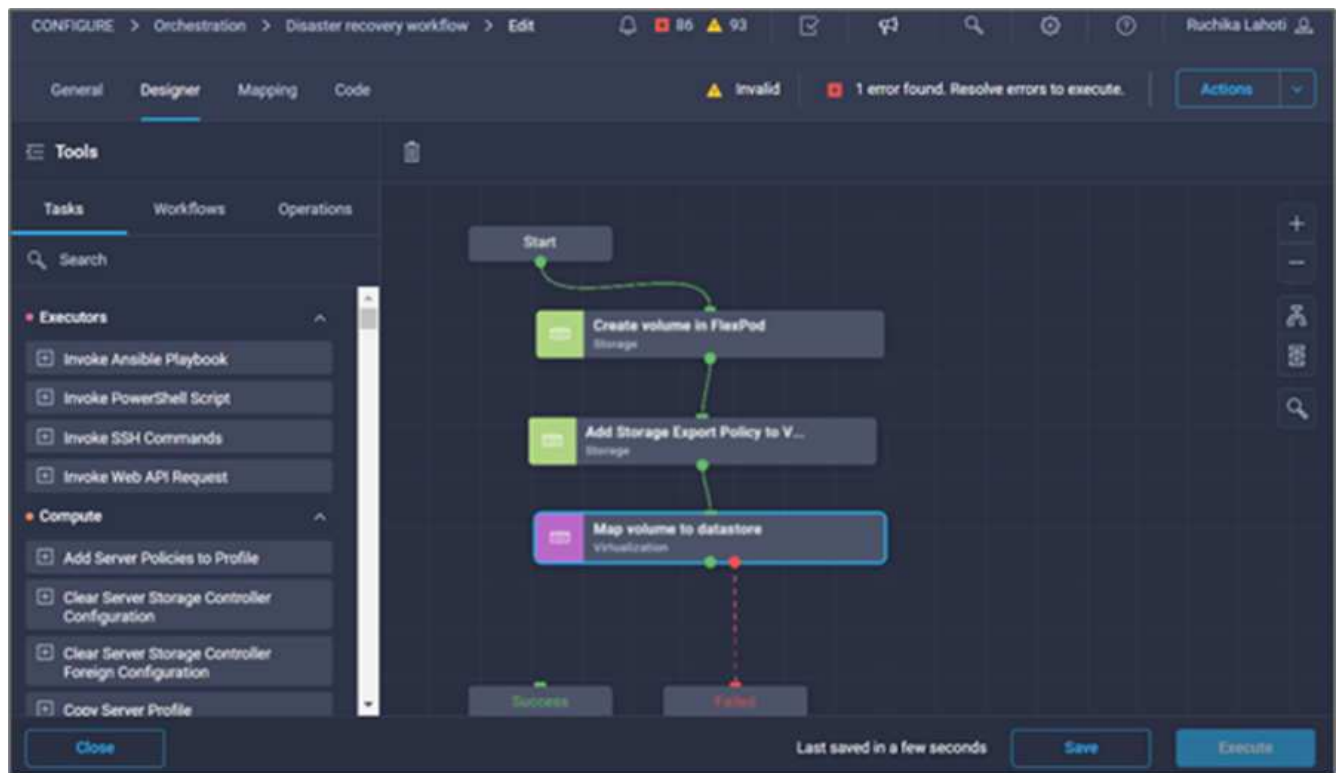 CONFIGURE > Orchestration > Disaster recovery workflow > Edit 86 93 Ruchika Lahoti
General Designer Mapping Code Invalid 1 error found. Resolve errors to execute. Actions
Tools
Tasks Workflows Operations
Search
Executors
Invoke Ansible Playbook
Invoke PowerShell Script
Invoke SSH Commands
Invoke Web API Request
Compute
Add Server Policies to Profile
Clear Server Storage Controller
Configuration
Clear Server Storage Controller
Foreign Configuration
Copy Server Profile
Start
Create volume in FlexPod
Storage
Add Storage Export Policy to V...
Storage
Map volume to datastore
Virtualization
Success Failed
Close Last saved in a few seconds Save Execute